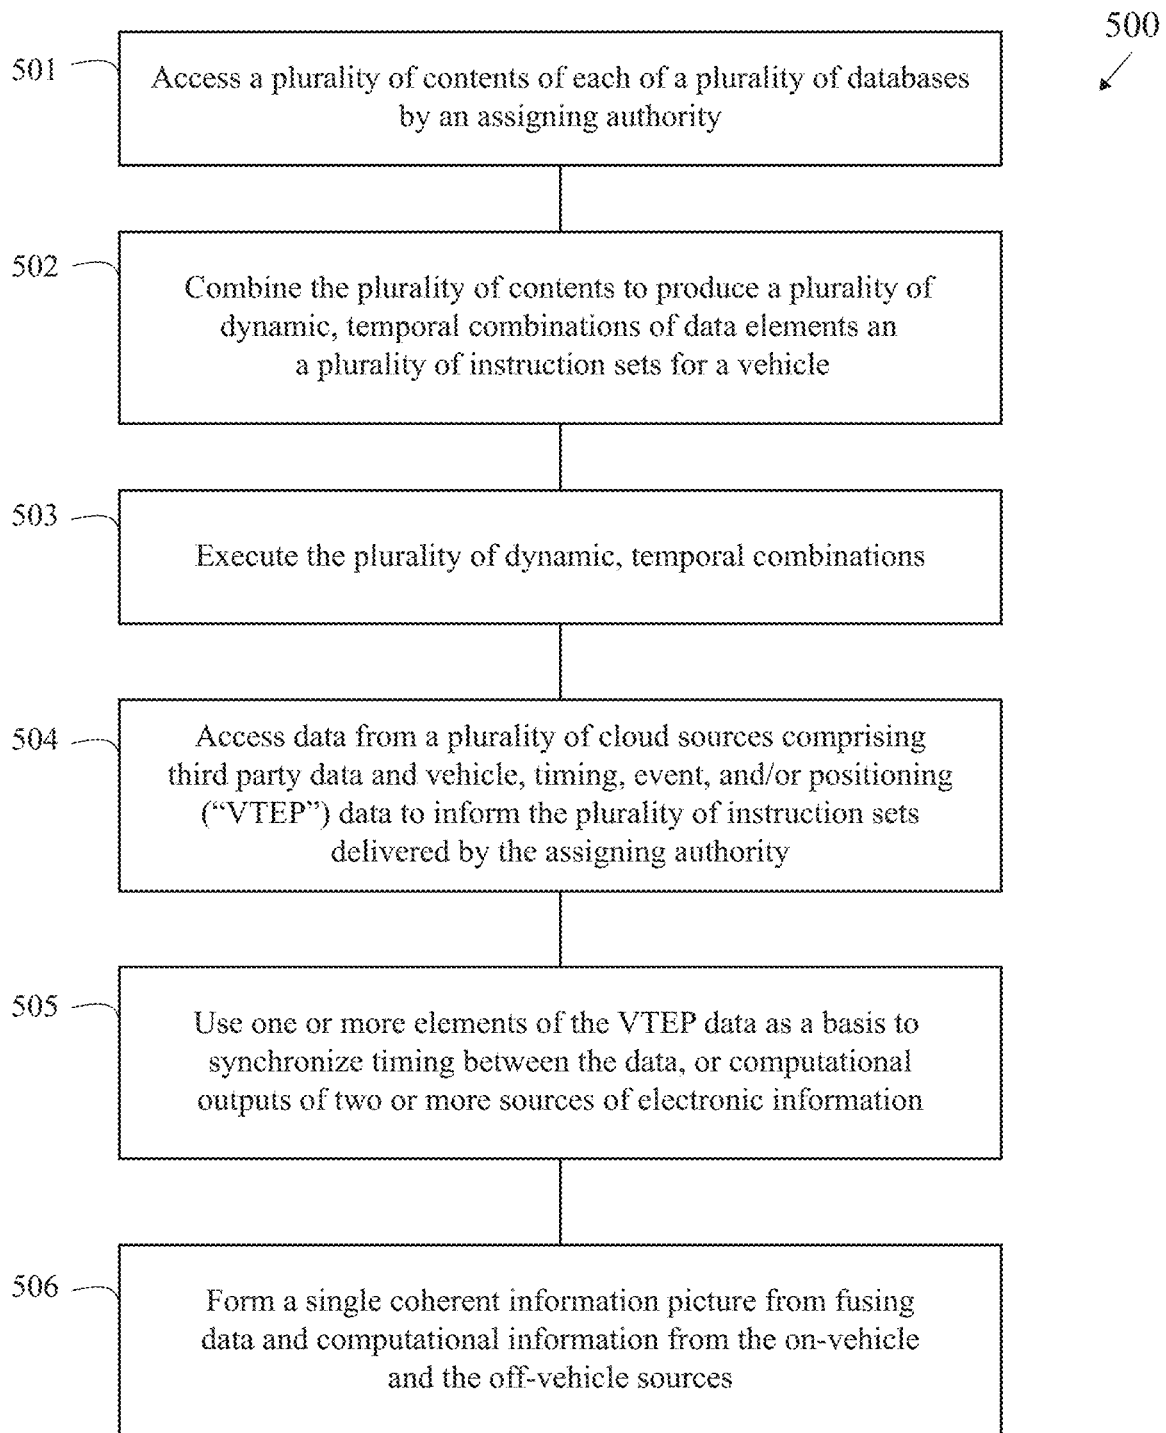 500
501
Access a plurality of contents of each of a plurality of databases
by an assigning authority
502
Combine the plurality of contents to produce a plurality of
dynamic, temporal combinations of data elements an
a plurality of instruction sets for a vehicle
503
Execute the plurality of dynamic, temporal combinations
504
Access data from a plurality of cloud sources comprising
third party data and vehicle, timing, event, and/or positioning
(“VTEP”) data to inform the plurality of instruction sets
delivered by the assigning authority
505
Use one or more elements of the VTEP data as a basis to
synchronize timing between the data, or computational
outputs of two or more sources of electronic information
506
Form a single coherent information picture from fusing
data and computational information from the on-vehicle
and the off-vehicle sources